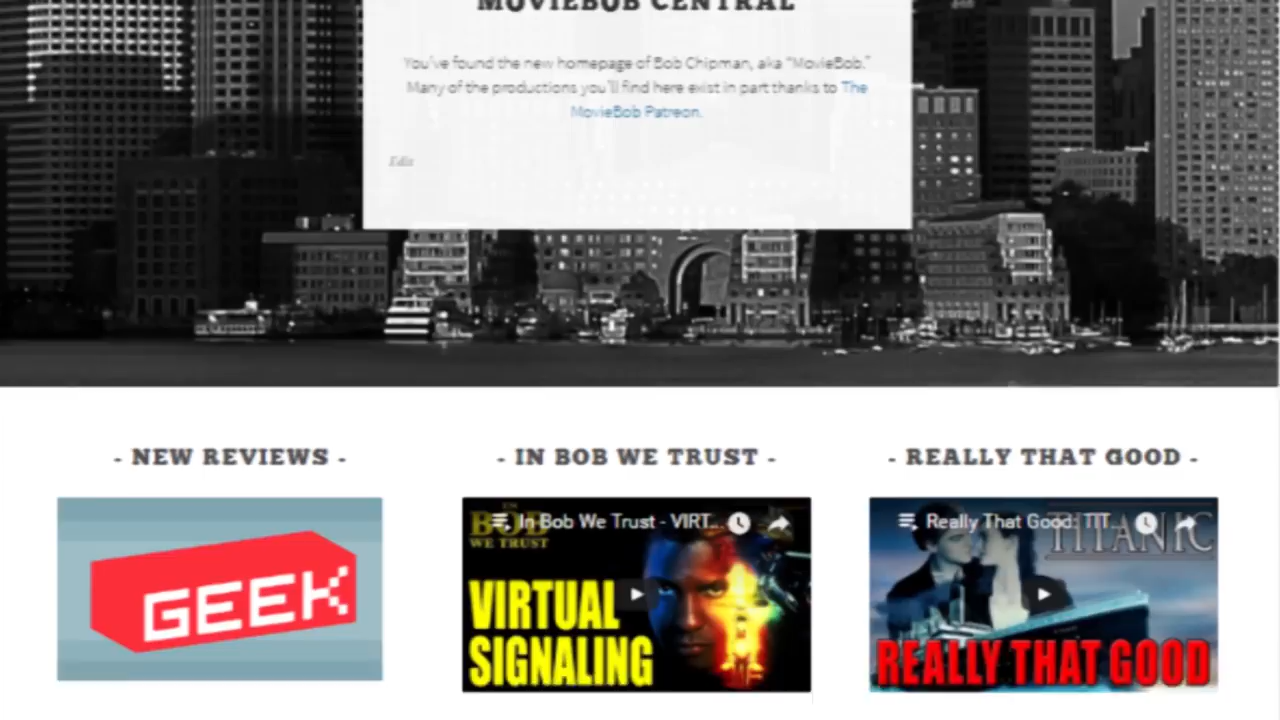 MOVIEBOB CENTRAL
You've found the new homepage of Bob Chipman, aka "MovieBob."
Many of the productions you'll find here exist in part thanks to The
MovieBob Patreon.
Edit
- NEW REVIEWS -
- IN BOB WE TRUST -
- REALLY THAT GOOD -
GEEK
In Bob We Trust - VIRT...
BOB
WE TRUST
VIRTUAL
SIGNALING
Really That Good: TIT...
TITANIC
REALLY THAT GOOD